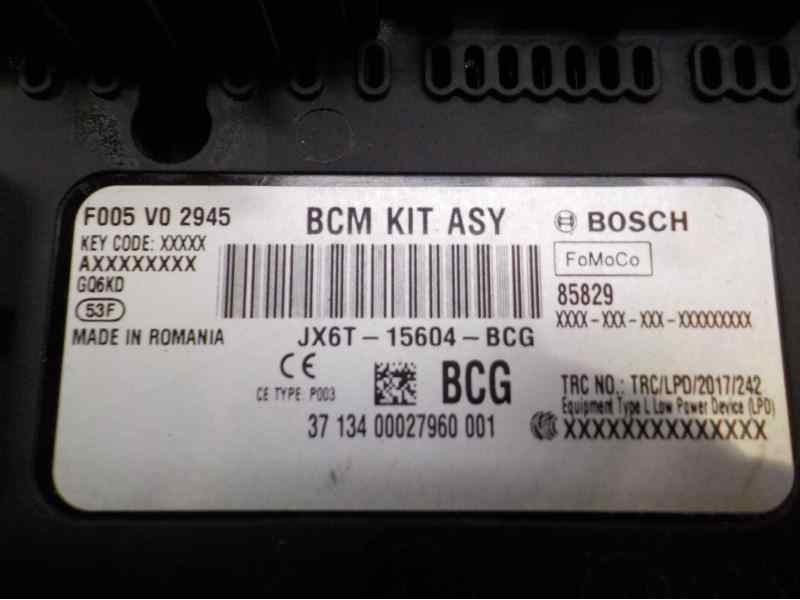 F005 V0 2945
BCM KIT ASY
BOSCH
KEY CODE: XXXXX
AXXXXXXXX
FoMoCo
GQ6KD
85829
53F
XXXX-XXX-XXX-XXXXXXXXX
MADE IN ROMANIA
JX6T-15604-BCG
CE
CE TYPE: P003
BCG
TRC NO.: TRC/LPD/2017/242
Equipment Type L Low Power Device (LPD)
37 134 00027960 001
XXXXXXXXXXXXXXX